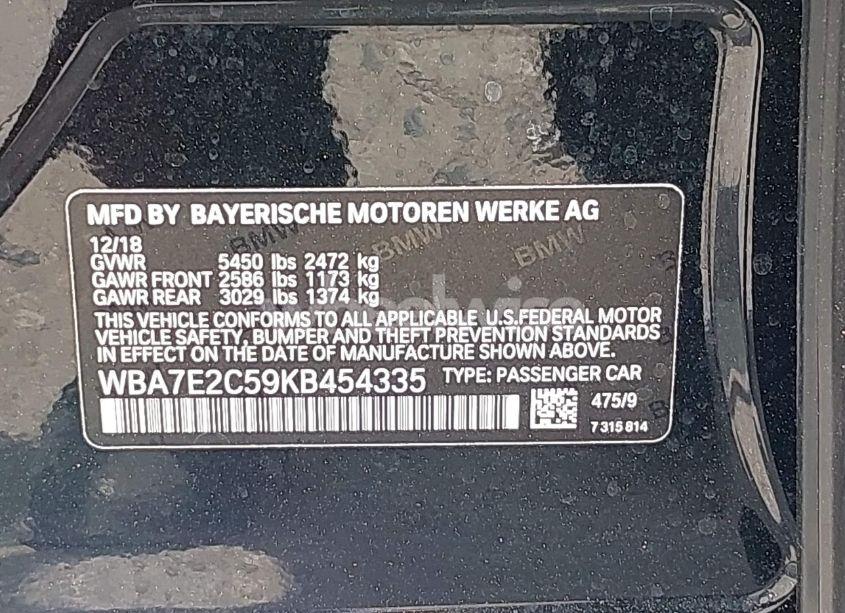 MFD BY BAYERISCHE MOTOREN WERKE AG
12/18
GVWR 5450 lbs 2472 kg
GAWR FRONT 2586 lbs 1173 kg
GAWR REAR 3029 lbs 1374 kg
THIS VEHICLE CONFORMS TO ALL APPLICABLE U.S.FEDERAL MOTOR
VEHICLE SAFETY, BUMPER AND THEFT PREVENTION STANDARDS
IN EFFECT ON THE DATE OF MANUFACTURE SHOWN ABOVE.
WBA7E2C59KB454335 TYPE: PASSENGER CAR
475/9
7 315 814
BMW
BMW
BMW